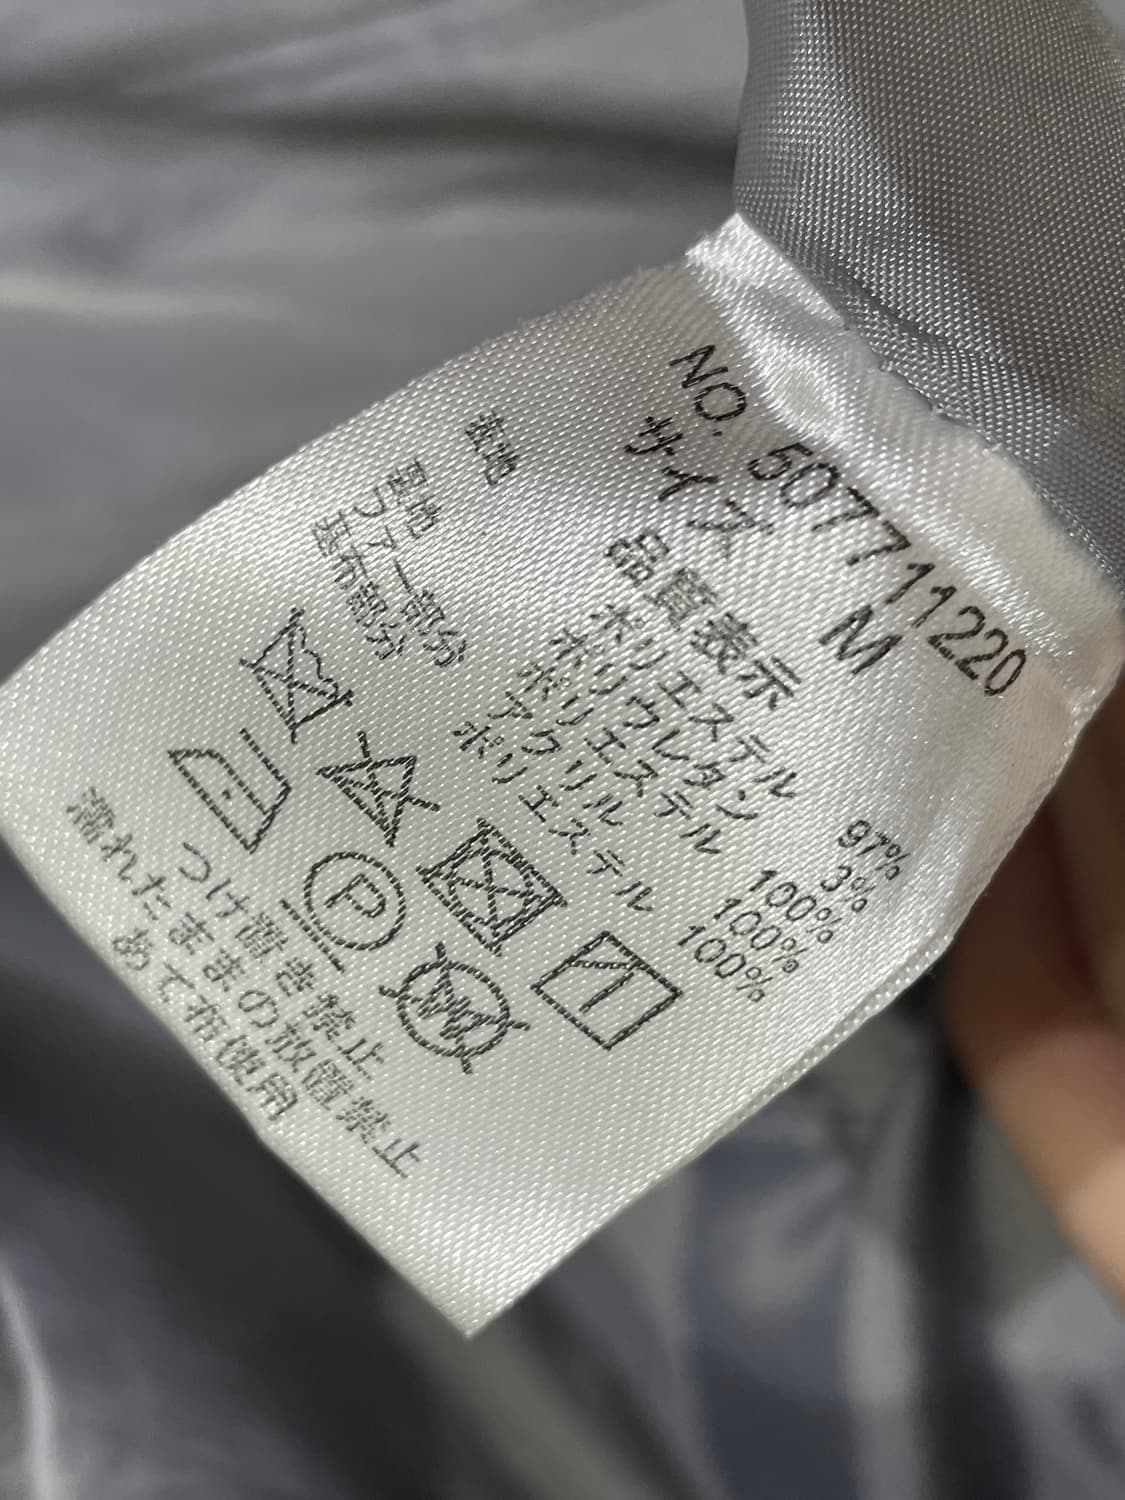 NO. 507711220
サイズ M
品質表示
表地 ポリエステル 97%
ポリウレタン 3%
裏地 ポリエステル 100%
ファー部分 アクリル 100%
基布部分 ポリエステル 100%
P
W
つけ置き禁止
濡れたままの放置禁止
あて布使用